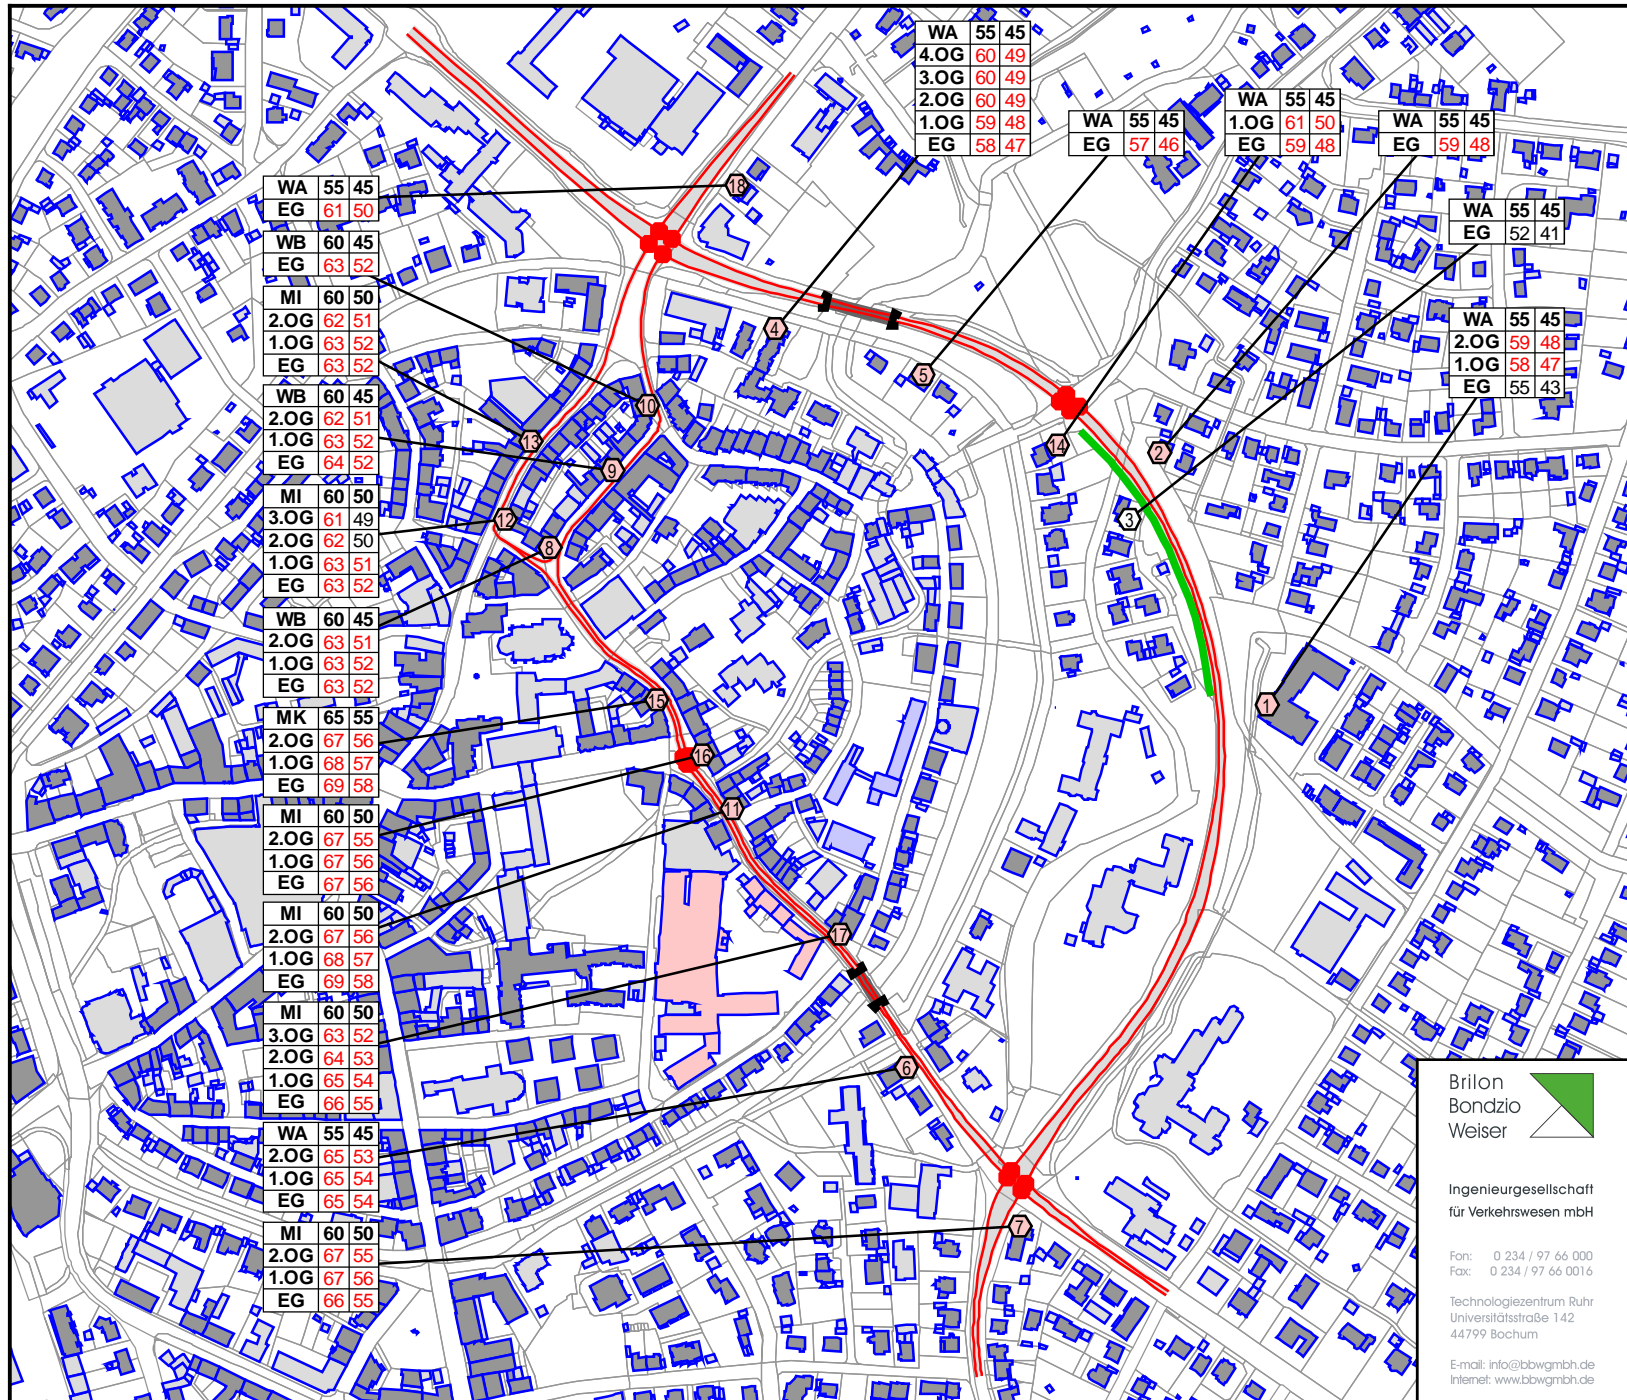 WA 55 45
4.OG 60 49
3.OG 60 49
2.OG 60 49
1.OG 59 48
EG 58 47
WA 55 45
EG 57 46
WA 55 45
1.OG 61 50
EG 59 48
WA 55 45
EG 59 48
WA 55 45
EG 52 41
WA 55 45
2.OG 59 48
1.OG 58 47
EG 55 43
WA 55 45
EG 61 50
WB 60 45
EG 63 52
MI 60 50
2.OG 62 51
1.OG 63 52
EG 63 52
WB 60 45
2.OG 62 51
1.OG 63 52
EG 64 52
MI 60 50
3.OG 61 49
2.OG 62 50
1.OG 63 51
EG 63 52
WB 60 45
2.OG 63 51
1.OG 63 52
EG 63 52
MK 65 55
2.OG 67 56
1.OG 68 57
EG 69 58
MI 60 50
2.OG 67 55
1.OG 67 56
EG 67 56
MI 60 50
2.OG 67 56
1.OG 68 57
EG 69 58
MI 60 50
3.OG 63 52
2.OG 64 53
1.OG 65 54
EG 66 55
WA 55 45
2.OG 65 53
1.OG 65 54
EG 65 54
MI 60 50
2.OG 67 55
1.OG 67 56
EG 66 55
18
4
5
10
13
14
2
9
12
3
8
15
1
16
11
17
6
7
Brilon
Bondzio
Weiser
Ingenieurgesellschaft
für Verkehrswesen mbH
Fon: 0 234 / 97 66 000
Fax: 0 234 / 97 66 0016
Technologiezentrum Ruhr
Universitätsstraße 142
44799 Bochum
E-mail: info@bbwgmbh.de
Internet: www.bbwgmbh.de